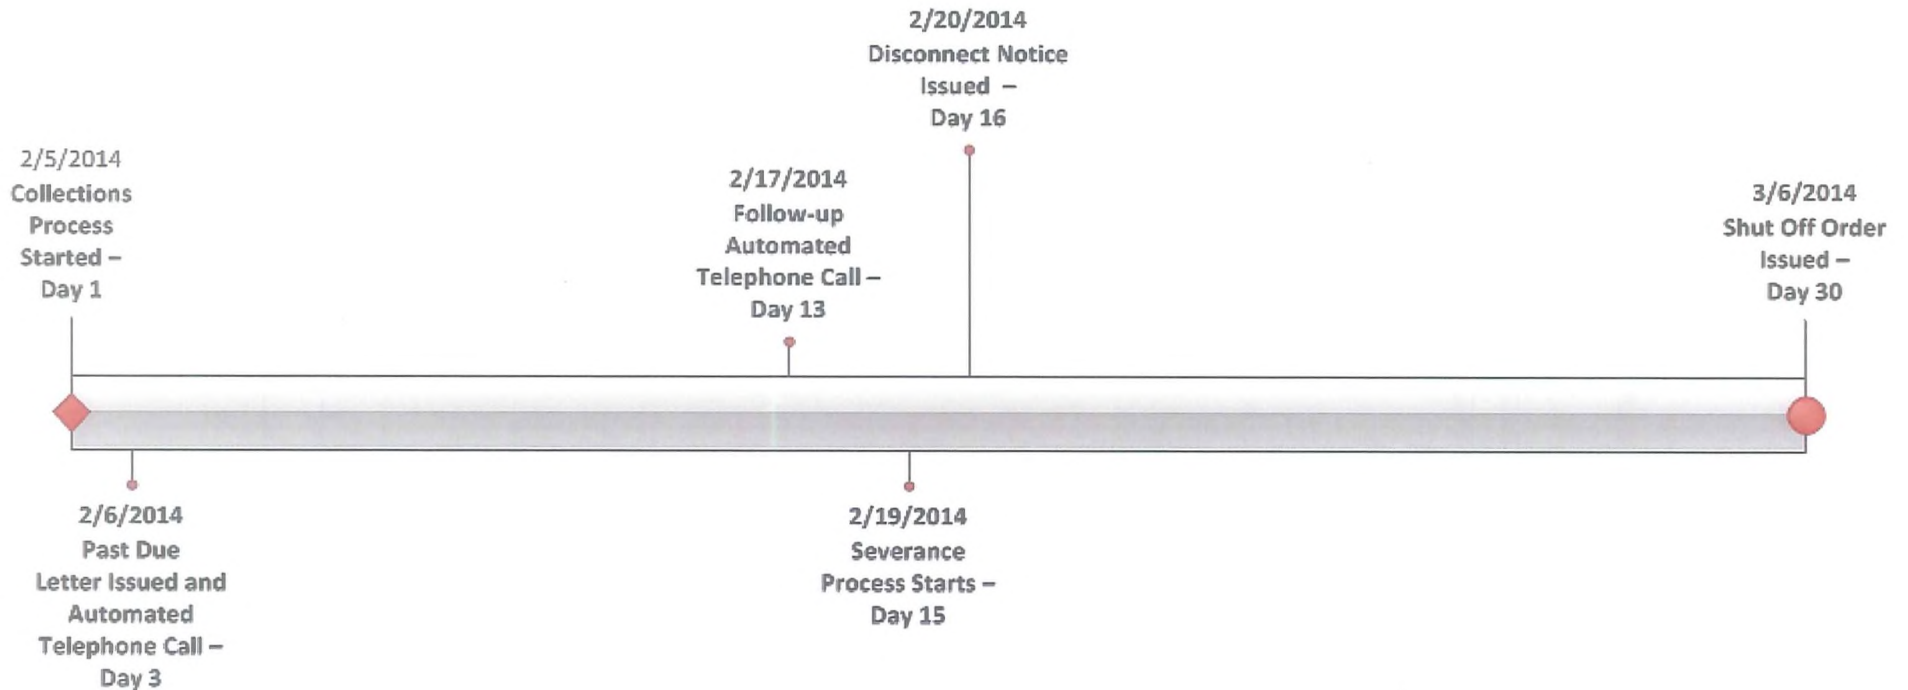 2/5/2014
Collections
Process
Started –
Day 1
2/6/2014
Past Due
Letter Issued and
Automated
Telephone Call –
Day 3
2/17/2014
Follow-up
Automated
Telephone Call –
Day 13
2/19/2014
Severance
Process Starts –
Day 15
2/20/2014
Disconnect Notice
Issued –
Day 16
3/6/2014
Shut Off Order
Issued –
Day 30